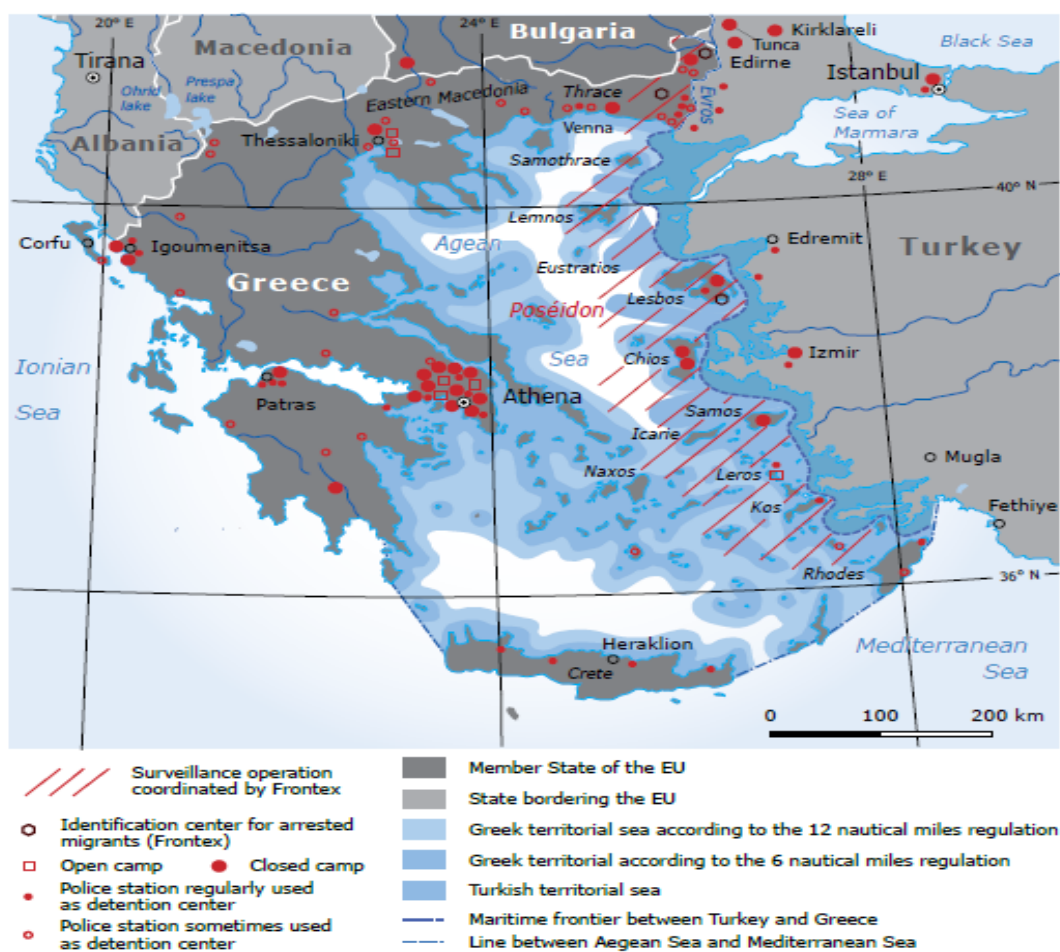 20° E
24° E
Bulgaria
Kirklareli
Macedonia
Tunca
Black Sea
Tirana
Edirne
Istanbul
Ohrid
lake
Prespa
lake
Eastern Macedonia
Thrace
Evros
Sea of
Marmara
Albania
Thessaloniki
Venna
Samothrace
28° E
40° N
Lemnos
Corfu
Igoumenitsa
Agean
Edremit
Turkey
Eustratios
Greece
Lesbos
Poséidon
Ionian
Sea
Sea
Chios
Izmir
Patras
Athena
Samos
Icarie
Naxos
Leros
Mugla
Kos
Fethiye
Rhodes
36° N
Heraklion
Mediterranean
Sea
Crete
0 100 200 km
Surveillance operation
coordinated by Frontex
Identification center for arrested
migrants (Frontex)
Open camp Closed camp
Police station regularly used
as detention center
Police station sometimes used
as detention center
Member State of the EU
State bordering the EU
Greek territorial sea according to the 12 nautical miles regulation
Greek territorial according to the 6 nautical miles regulation
Turkish territorial sea
Maritime frontier between Turkey and Greece
Line between Aegean Sea and Mediterranean Sea